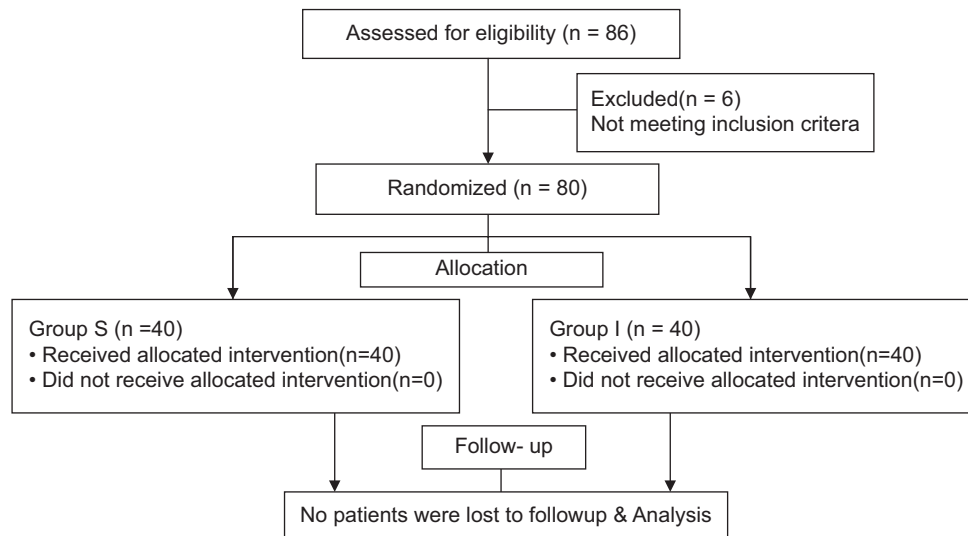 Assessed for eligibility (n = 86)
Excluded(n = 6)
Not meeting inclusion critera
Randomized (n = 80)
Allocation
Group S (n =40)
• Received allocated intervention(n=40)
• Did not receive allocated intervention(n=0)
Group I (n = 40)
• Received allocated intervention(n=40)
• Did not receive allocated intervention(n=0)
Follow- up
No patients were lost to followup & Analysis